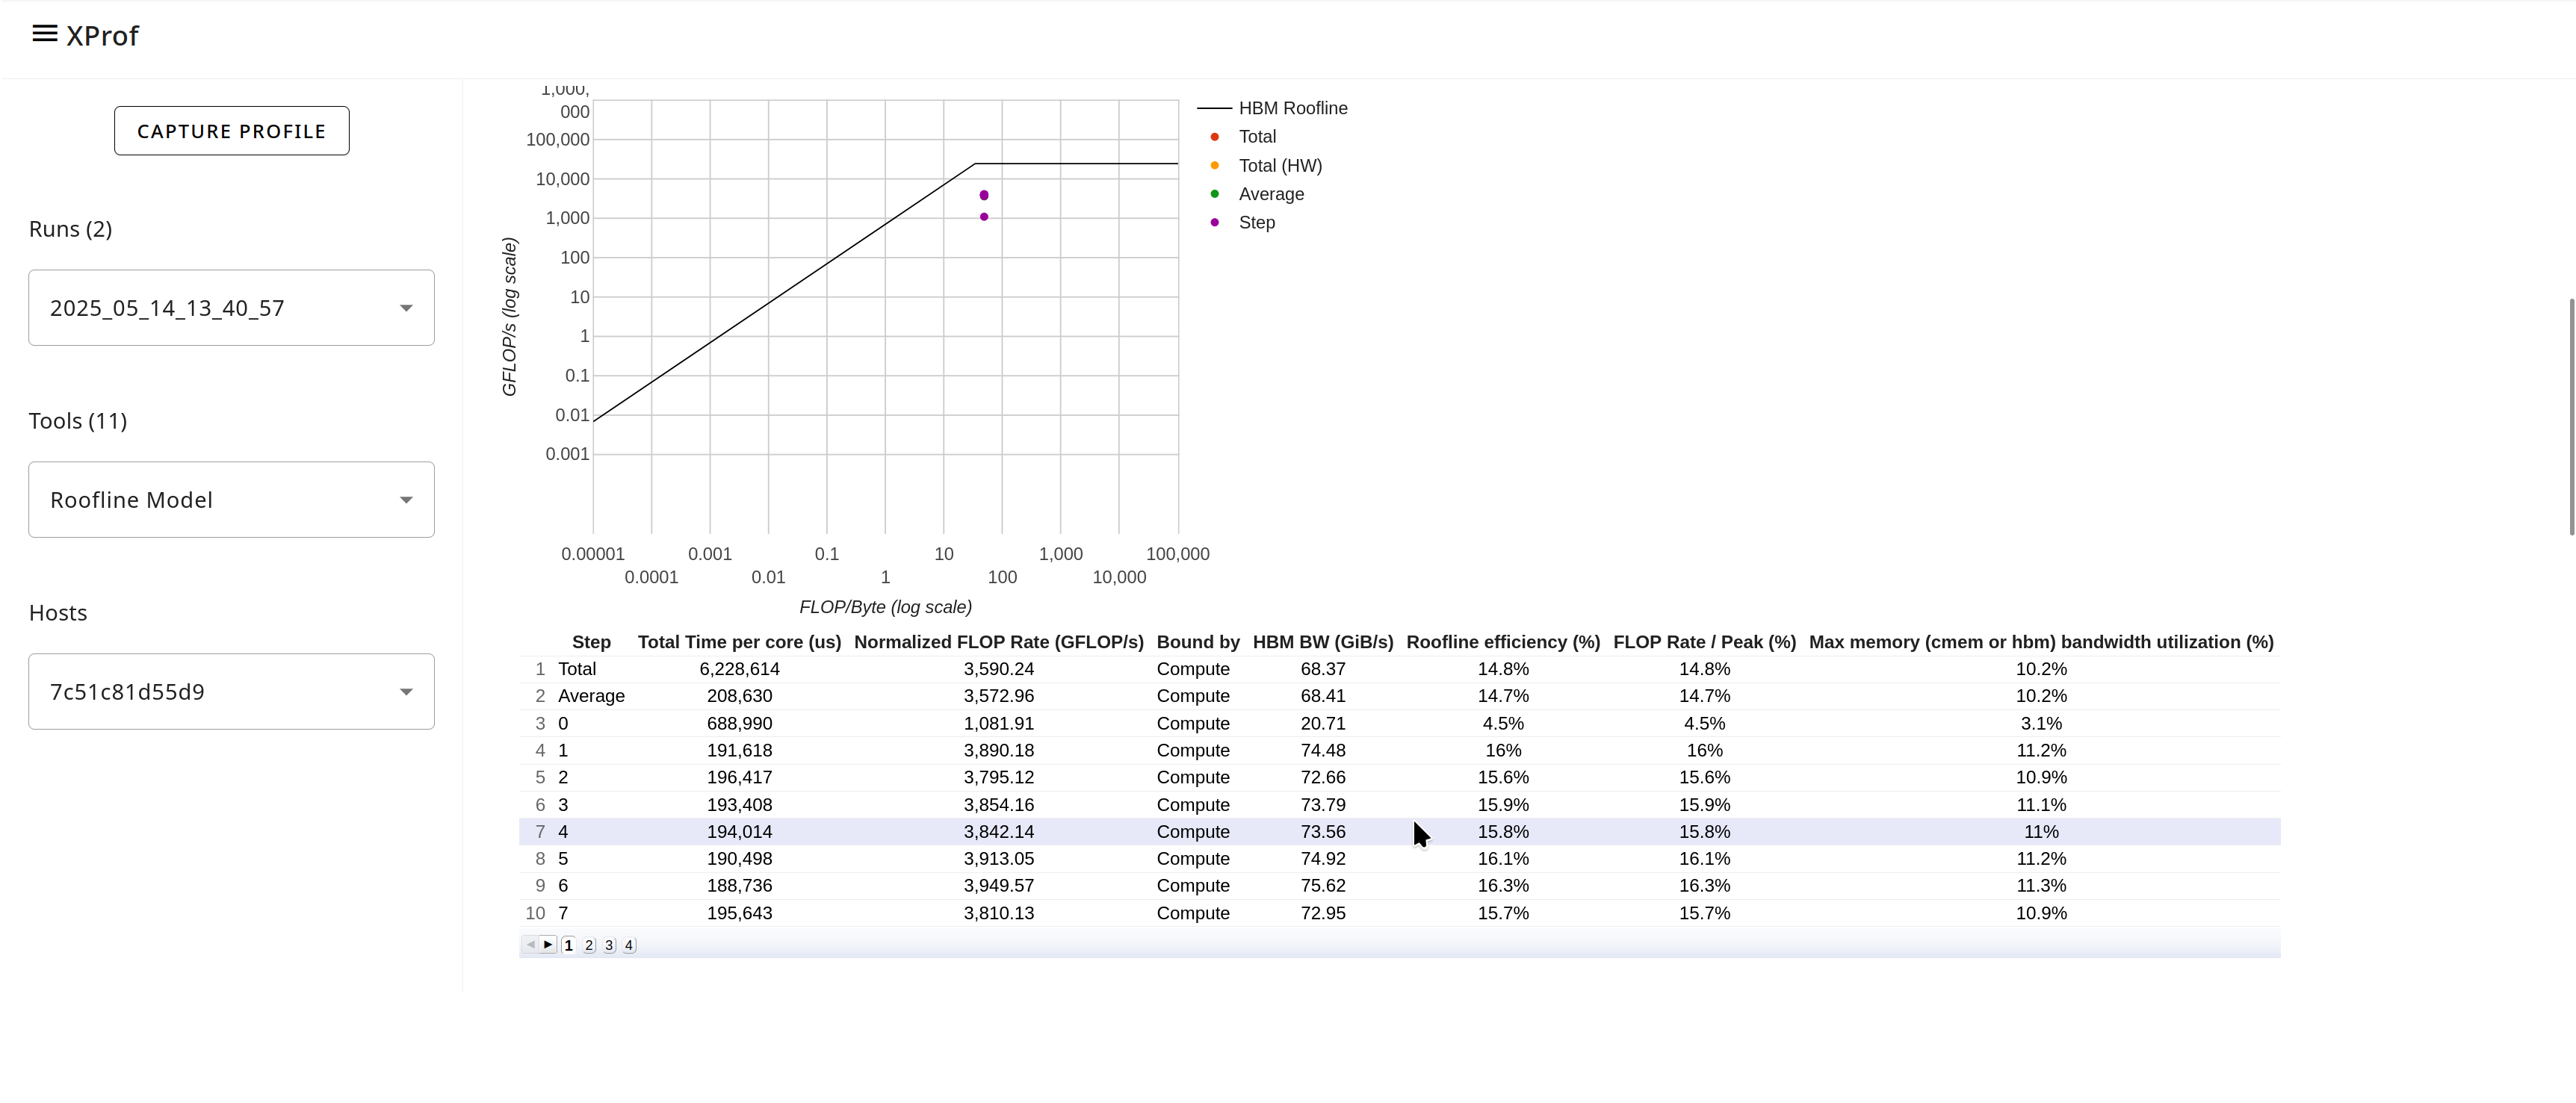 XProf
CAPTURE PROFILE
Runs (2)
2025_05_14_13_40_57
Tools (11)
Roofline Model
Hosts
7c51c81d55d9
1,000,
000
100,000
10,000
1,000
100
10
1
0.1
0.01
0.001
GFLOP/s (log scale)
0.00001 0.001 0.1 10 1,000 100,000
0.0001 0.01 1 100 10,000
FLOP/Byte (log scale)
HBM Roofline
Total
Total (HW)
Average
Step
Step Total Time per core (us) Normalized FLOP Rate (GFLOP/s) Bound by HBM BW (GiB/s) Roofline efficiency (%) FLOP Rate / Peak (%) Max memory (cmem or hbm) bandwidth utilization (%)
1 Total 6,228,614 3,590.24 Compute 68.37 14.8% 14.8% 10.2%
2 Average 208,630 3,572.96 Compute 68.41 14.7% 14.7% 10.2%
3 0 688,990 1,081.91 Compute 20.71 4.5% 4.5% 3.1%
4 1 191,618 3,890.18 Compute 74.48 16% 16% 11.2%
5 2 196,417 3,795.12 Compute 72.66 15.6% 15.6% 10.9%
6 3 193,408 3,854.16 Compute 73.79 15.9% 15.9% 11.1%
7 4 194,014 3,842.14 Compute 73.56 15.8% 15.8% 11%
8 5 190,498 3,913.05 Compute 74.92 16.1% 16.1% 11.2%
9 6 188,736 3,949.57 Compute 75.62 16.3% 16.3% 11.3%
10 7 195,643 3,810.13 Compute 72.95 15.7% 15.7% 10.9%
1 2 3 4